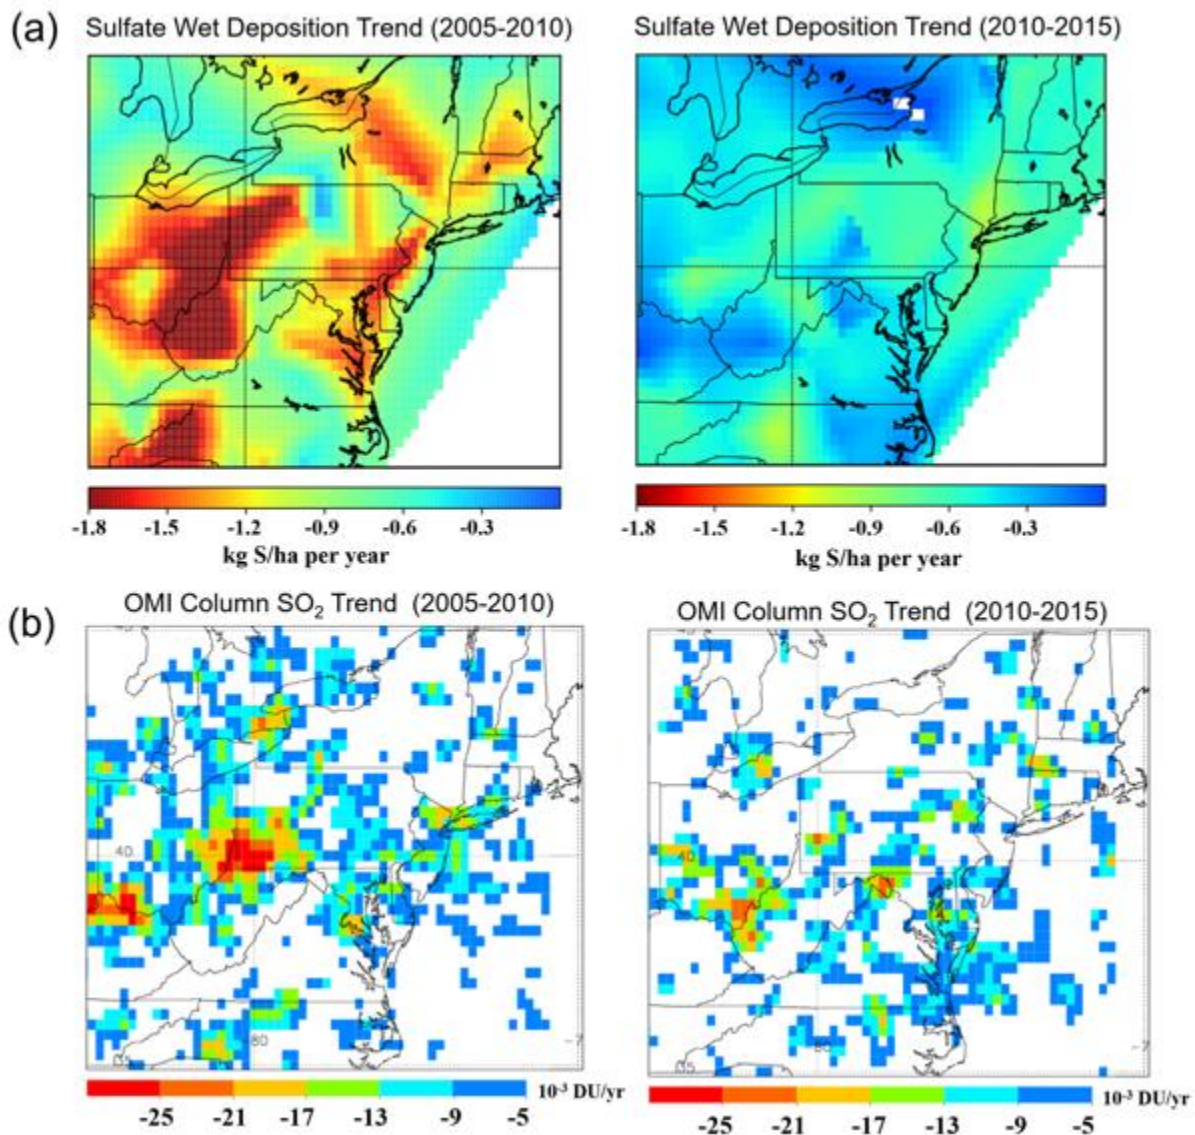 (a)
Sulfate Wet Deposition Trend (2005-2010)
Sulfate Wet Deposition Trend (2010-2015)
-1.8 -1.5 -1.2 -0.9 -0.6 -0.3
kg S/ha per year
-1.8 -1.5 -1.2 -0.9 -0.6 -0.3
kg S/ha per year
(b)
OMI Column SO₂ Trend (2005-2010)
OMI Column SO₂ Trend (2010-2015)
40
80
-7
40
-7
-25 -21 -17 -13 -9 -5
10⁻³ DU/yr
-25 -21 -17 -13 -9 -5
10⁻³ DU/yr